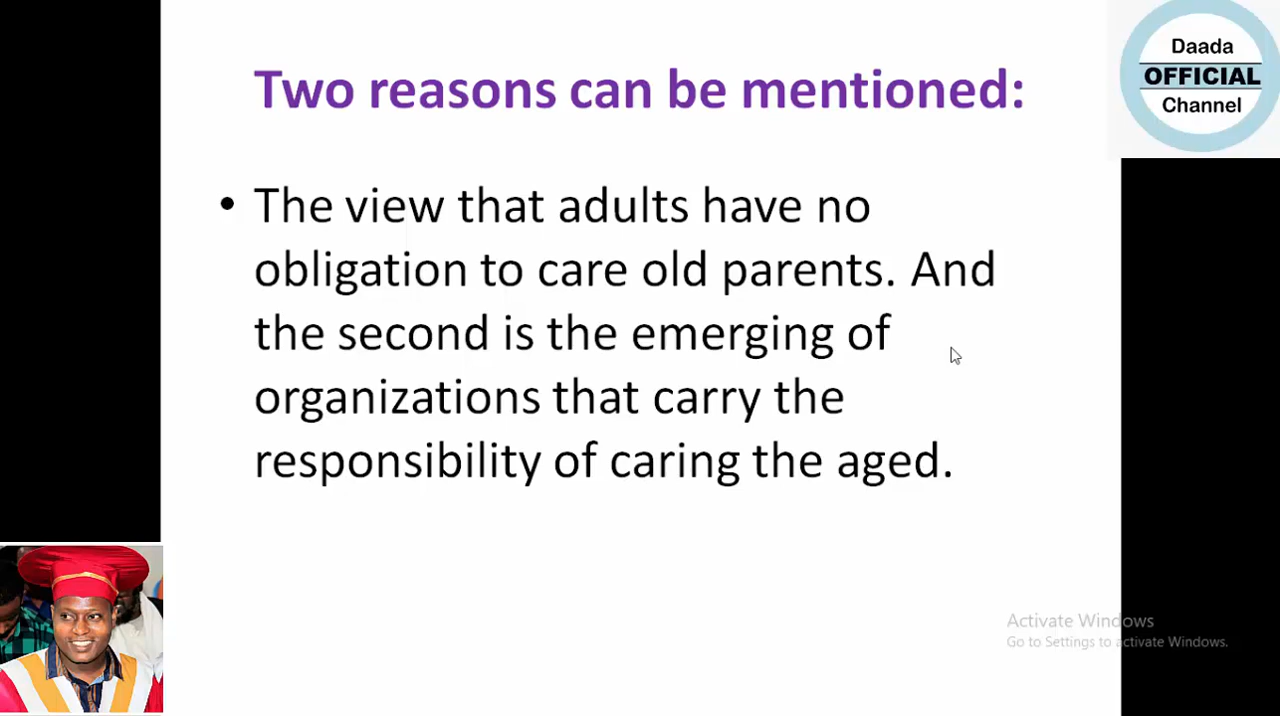 Two reasons can be mentioned:
• The view that adults have no
obligation to care old parents. And
the second is the emerging of
organizations that carry the
responsibility of caring the aged.
Daada
OFFICIAL
Channel
Activate Windows
Go to Settings to activate Windows.